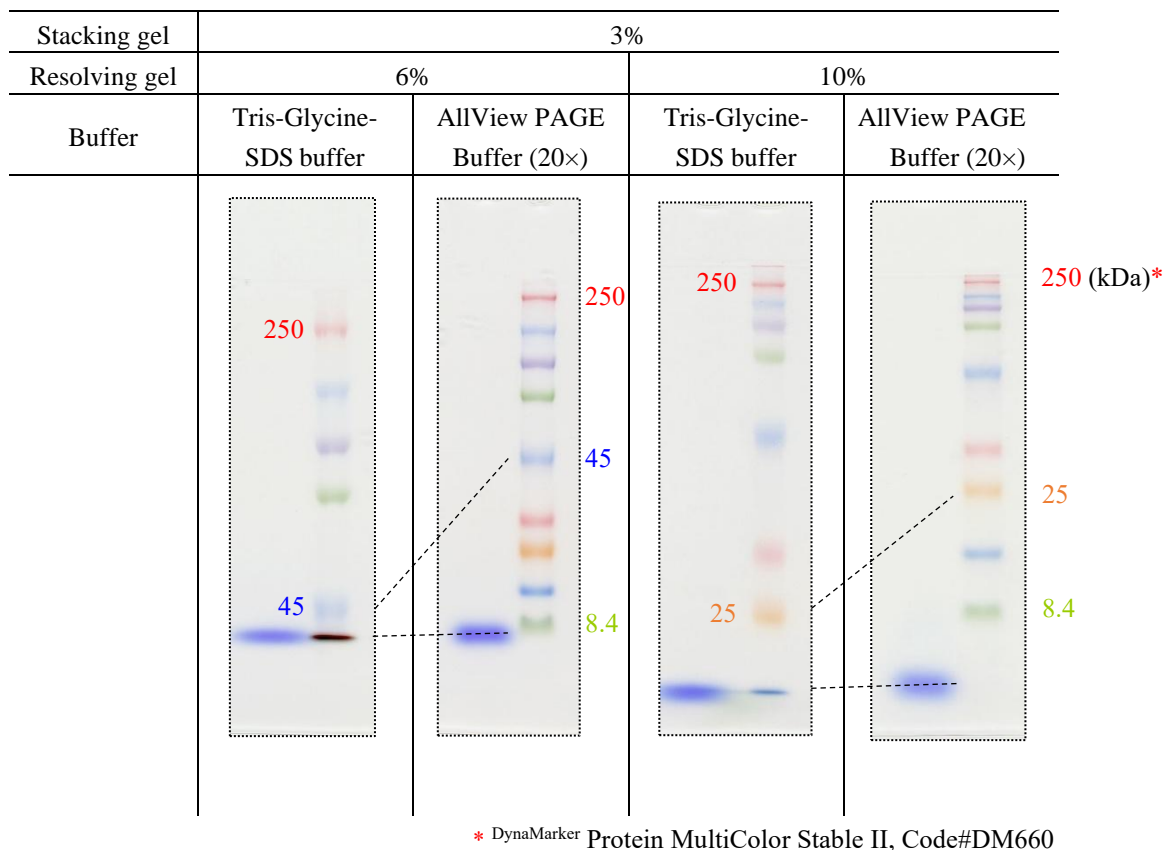 Stacking gel 3%
Resolving gel 6% 10%
Buffer
Tris-Glycine-
SDS buffer
AllView PAGE
Buffer (20×)
Tris-Glycine-
SDS buffer
AllView PAGE
Buffer (20×)
250
45
250
45
8.4
250
25
250 (kDa)*
25
8.4
* DynaMarker Protein MultiColor Stable II, Code#DM660